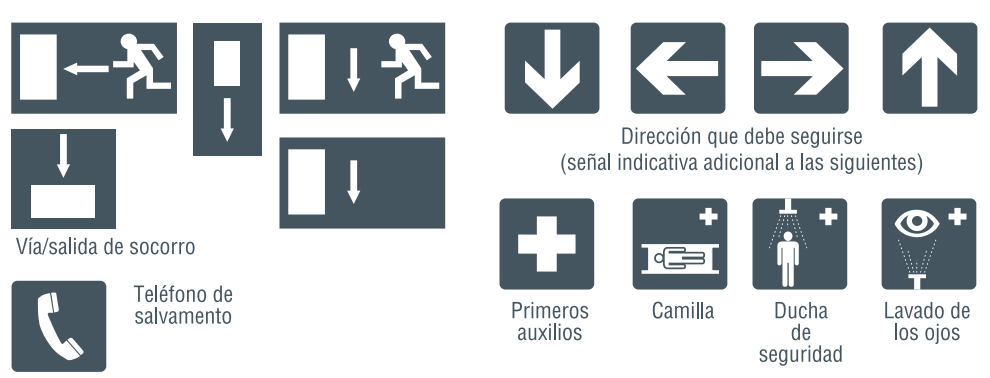 Vía/salida de socorro
Teléfono de
salvamento
Dirección que debe seguirse
(señal indicativa adicional a las siguientes)
Primeros
auxilios
Camilla
Ducha
de
seguridad
Lavado de
los ojos